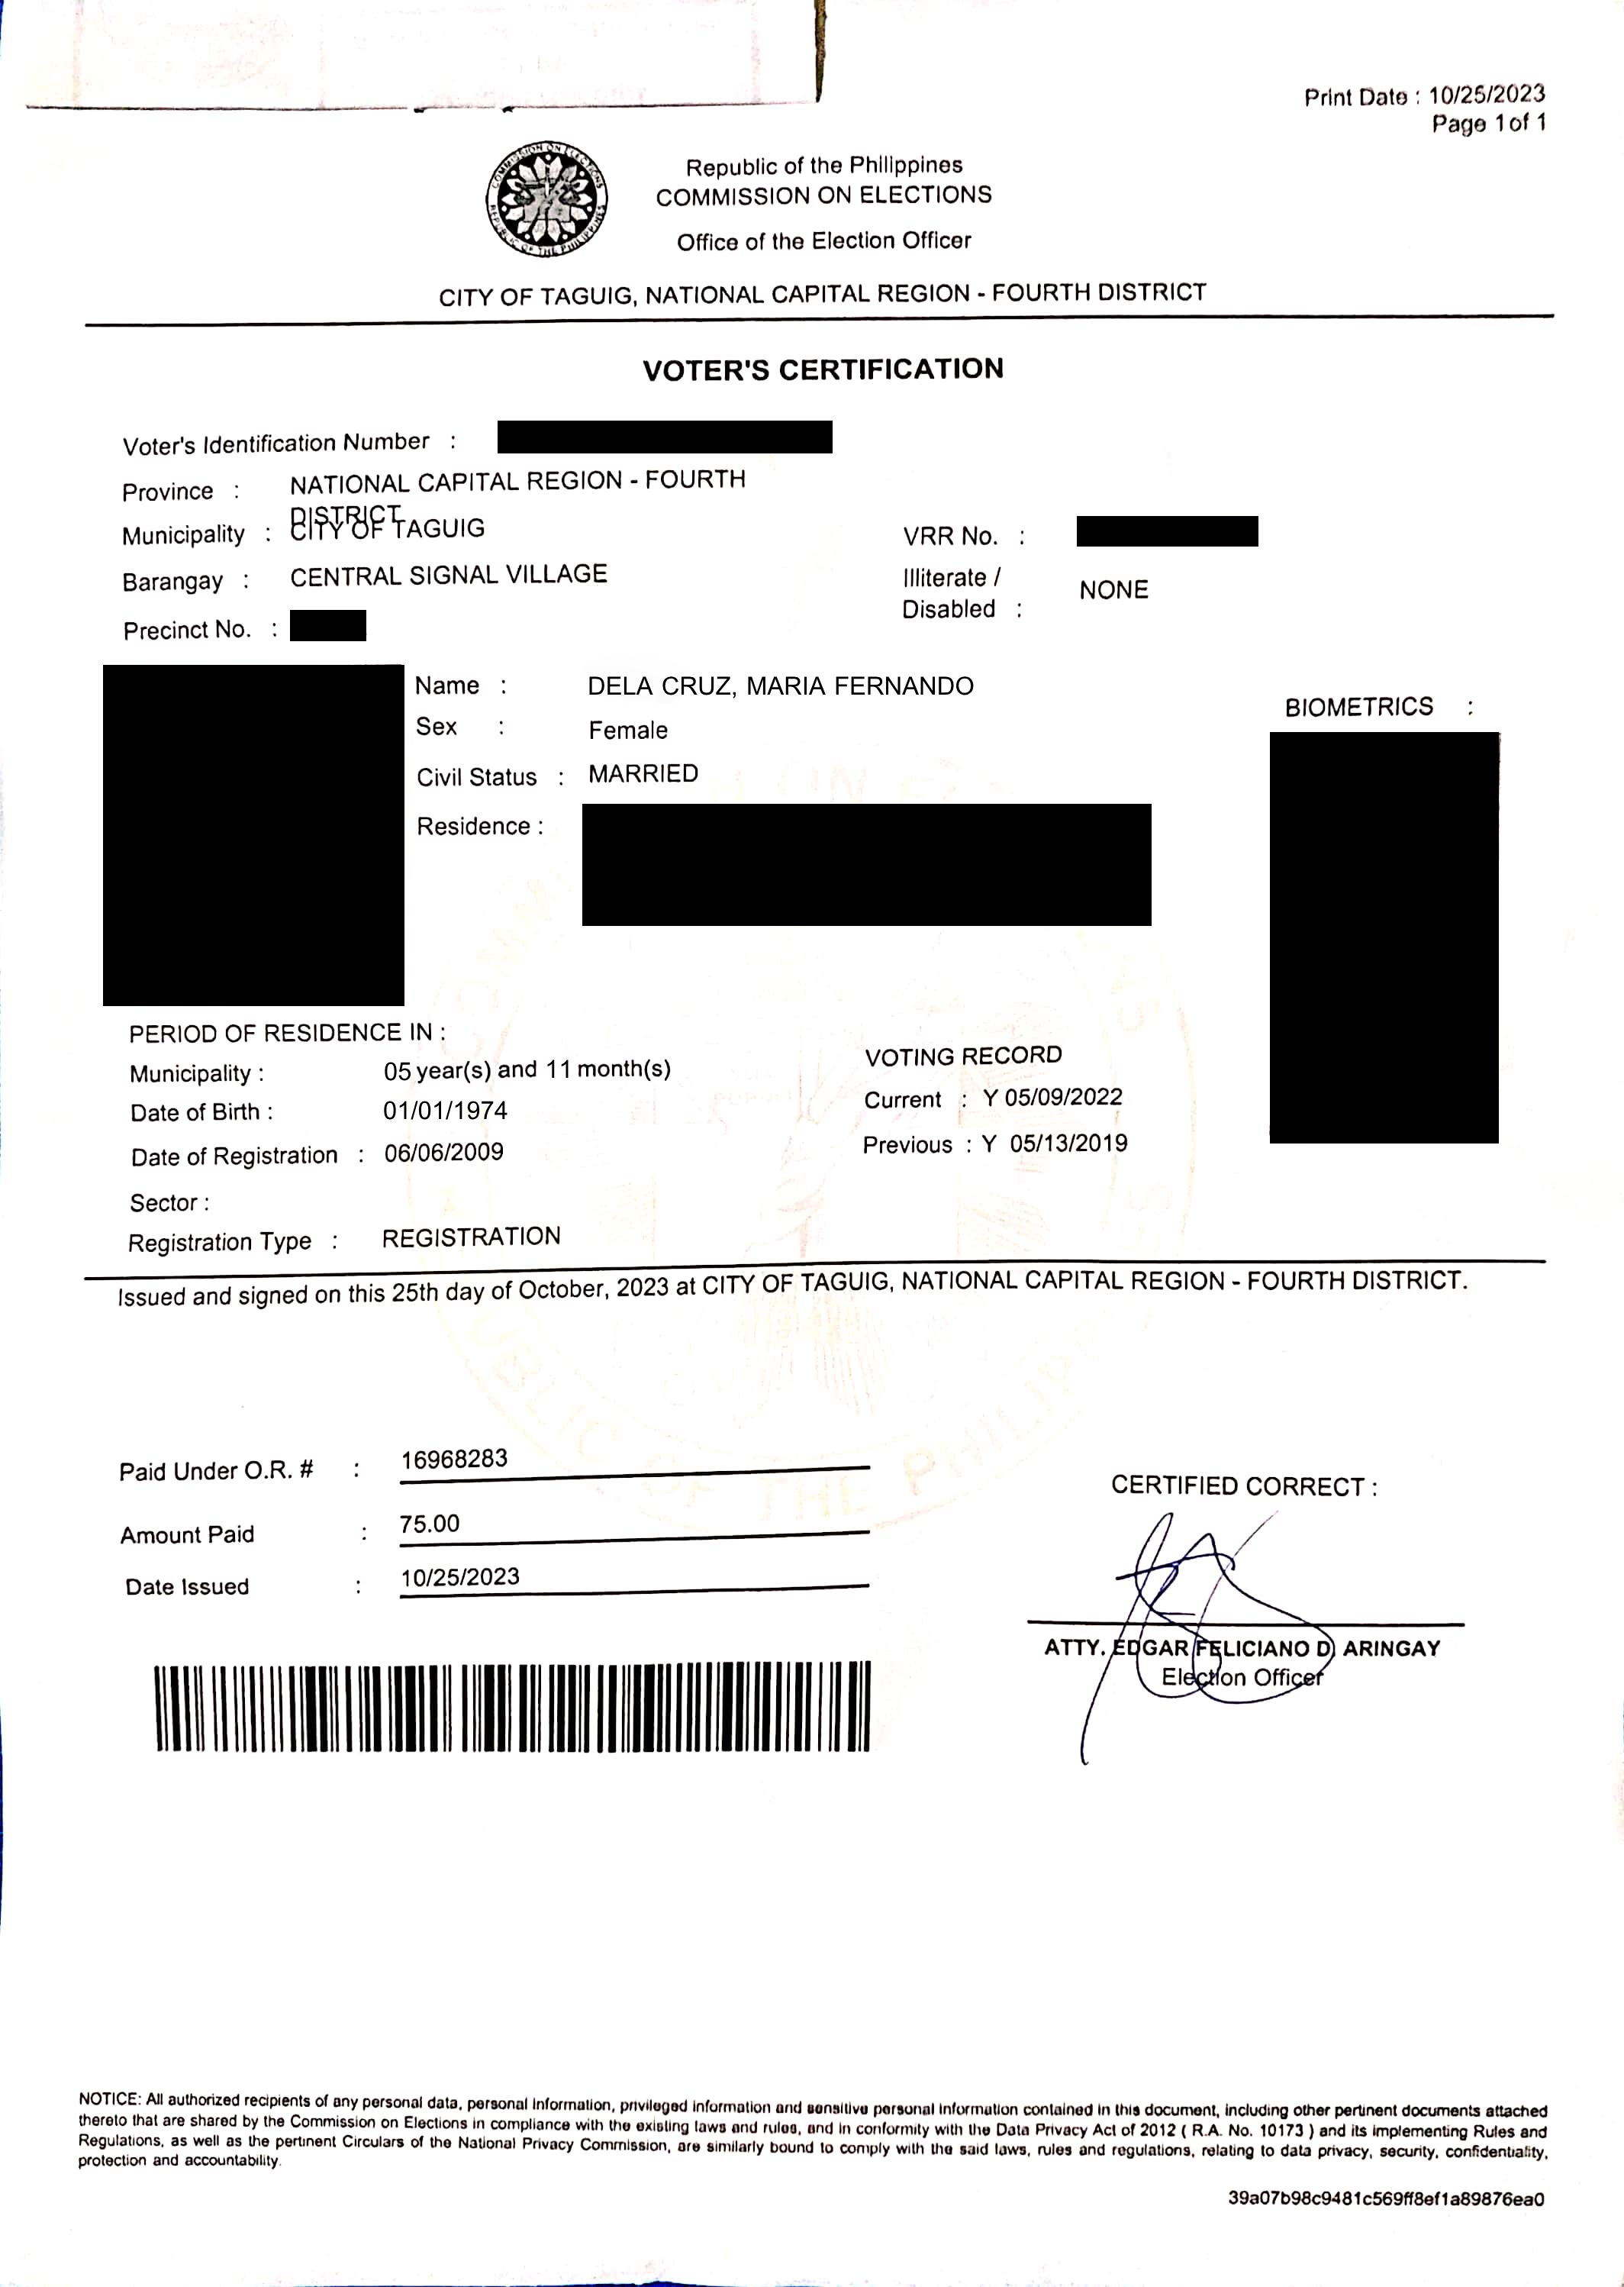 Print Date : 10/25/2023
Page 1 of 1
COMMISSION ON ELECTIONS
REPUBLIC OF THE PHILIPPINES
Republic of the Philippines
COMMISSION ON ELECTIONS
Office of the Election Officer
CITY OF TAGUIG, NATIONAL CAPITAL REGION - FOURTH DISTRICT
VOTER'S CERTIFICATION
Voter's Identification Number :
Province : NATIONAL CAPITAL REGION - FOURTH
DISTRICT
Municipality : CITY OF TAGUIG
VRR No. :
Barangay : CENTRAL SIGNAL VILLAGE
Illiterate /
Disabled : NONE
Precinct No. :
Name : DELA CRUZ, MARIA FERNANDO
BIOMETRICS :
Sex : Female
Civil Status : MARRIED
Residence :
PERIOD OF RESIDENCE IN :
Municipality : 05 year(s) and 11 month(s)
Date of Birth : 01/01/1974
Date of Registration : 06/06/2009
Sector :
Registration Type : REGISTRATION
VOTING RECORD
Current : Y 05/09/2022
Previous : Y 05/13/2019
Issued and signed on this 25th day of October, 2023 at CITY OF TAGUIG, NATIONAL CAPITAL REGION - FOURTH DISTRICT.
Paid Under O.R. # : 16968283
Amount Paid : 75.00
Date Issued : 10/25/2023
CERTIFIED CORRECT :
ATTY. EDGAR FELICIANO D. ARINGAY
Election Officer
NOTICE: All authorized recipients of any personal data, personal information, privileged information and sensitive personal information contained in this document, including other pertinent documents attached
thereto that are shared by the Commission on Elections in compliance with the existing laws and rules, and in conformity with the Data Privacy Act of 2012 ( R.A. No. 10173 ) and its Implementing Rules and
Regulations, as well as the pertinent Circulars of the National Privacy Commission, are similarly bound to comply with the said laws, rules and regulations, relating to data privacy, security, confidentiality,
protection and accountability.
39a07b98c9481c569ff8ef1a89876ea0